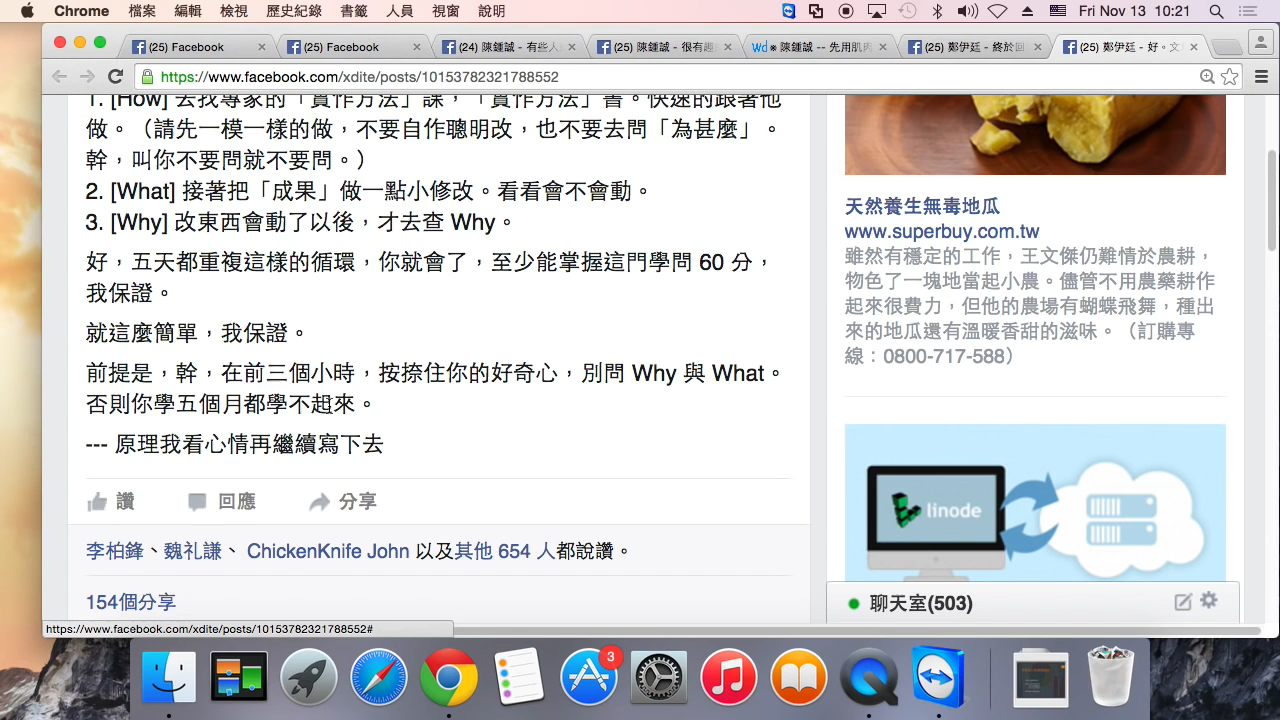 Chrome 檔案 編輯 檢視 歷史紀錄 書籤 人員 視窗 說明 Fri Nov 13 10:21
(25) Facebook (25) Facebook (24) 陳鍾誠 - 有些人 (25) 陳鍾誠 - 很有趣 Wd ※ 陳鍾誠 -- 先用肌肉 (25) 鄭伊廷 - 終於回 (25) 鄭伊廷 - 好。文
https://www.facebook.com/xdite/posts/10153782321788552
1. [How] 去找專家的「實作方法」課，「實作方法」書。快速的跟著他
做。（請先一模一樣的做，不要自作聰明改，也不要去問「為甚麼」。
幹，叫你不要問就不要問。）
2. [What] 接著把「成果」做一點小修改。看看會不會動。
3. [Why] 改東西會動了以後，才去查 Why。
好，五天都重複這樣的循環，你就會了，至少能掌握這門學問 60 分，
我保證。
就這麼簡單，我保證。
前提是，幹，在前三個小時，按捺住你的好奇心，別問 Why 與 What。
否則你學五個月都學不起來。
--- 原理我看心情再繼續寫下去
讚 回應 分享
李柏鋒、魏礼謙、 ChickenKnife John 以及其他 654 人都說讚。
154個分享
https://www.facebook.com/xdite/posts/10153782321788552#
天然養生無毒地瓜
www.superbuy.com.tw
雖然有穩定的工作，王文傑仍難情於農耕，
物色了一塊地當起小農。儘管不用農藥耕作
起來很費力，但他的農場有蝴蝶飛舞，種出
來的地瓜還有溫暖香甜的滋味。（訂購專
線：0800-717-588）
linode
聊天室(503)
3